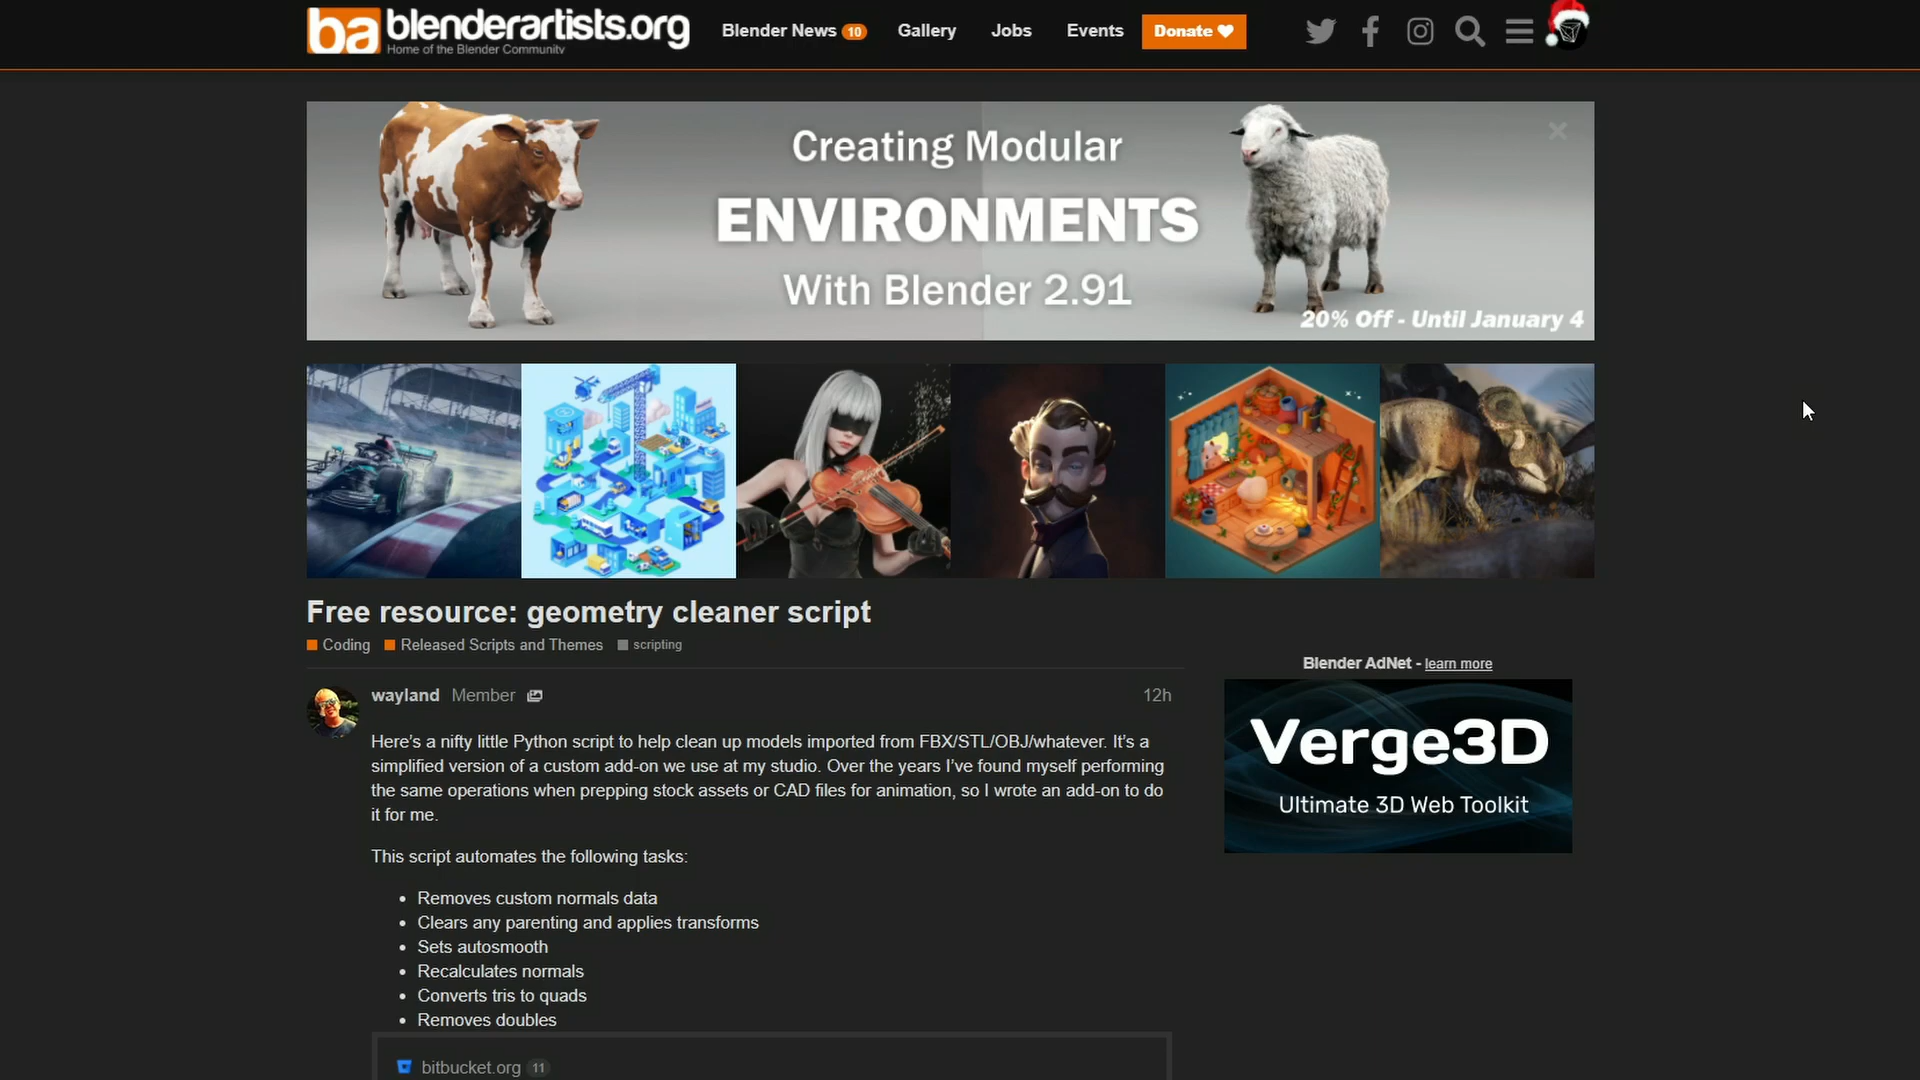 ba blenderartists.org
Home of the Blender Community
Blender News 10 Gallery Jobs Events Donate
Creating Modular
ENVIRONMENTS
With Blender 2.91
20% Off - Until January 4
Free resource: geometry cleaner script
Coding Released Scripts and Themes scripting
wayland Member 12h
Here's a nifty little Python script to help clean up models imported from FBX/STL/OBJ/whatever. It's a
simplified version of a custom add-on we use at my studio. Over the years I've found myself performing
the same operations when prepping stock assets or CAD files for animation, so I wrote an add-on to do
it for me.
This script automates the following tasks:
• Removes custom normals data
• Clears any parenting and applies transforms
• Sets autosmooth
• Recalculates normals
• Converts tris to quads
• Removes doubles
bitbucket.org 11
Blender AdNet - learn more
Verge3D
Ultimate 3D Web Toolkit